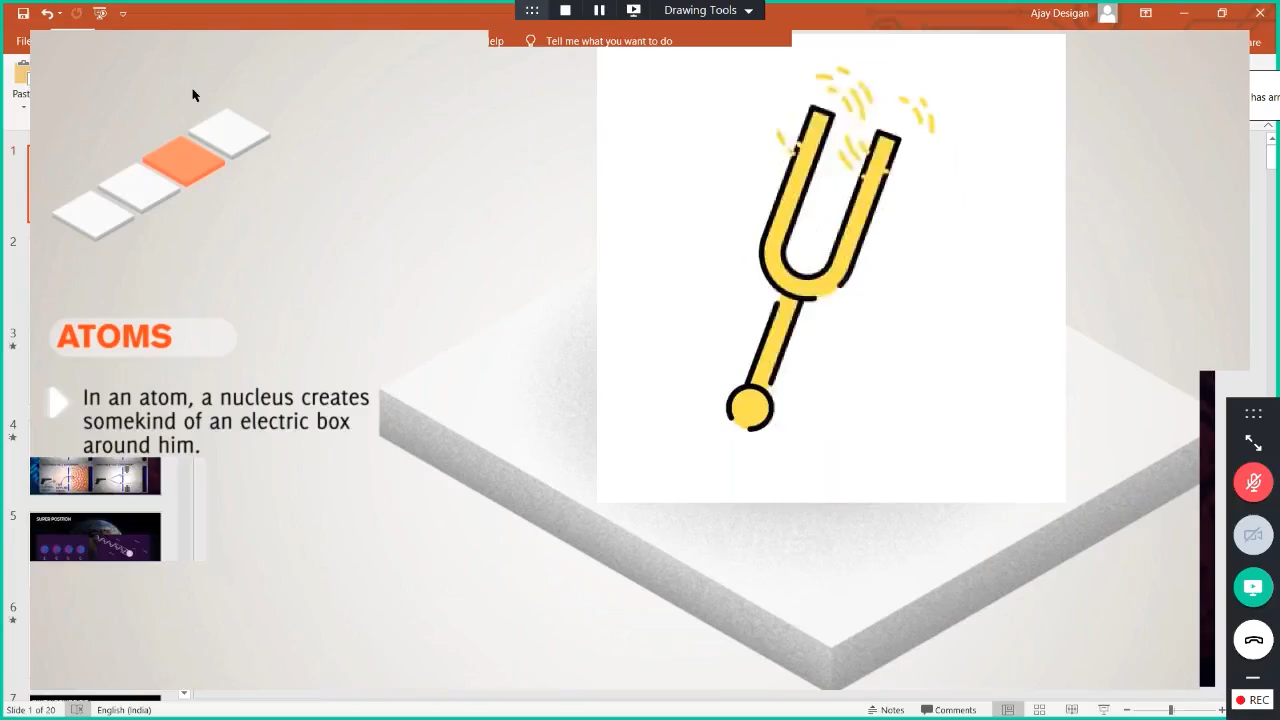 Drawing Tools
Ajay Desigan
File
elp
Tell me what you want to do
are
Past
has arr
1
2
3
4
5
6
7
ATOMS
In an atom, a nucleus creates
somekind of an electric box
around him.
SUPER POSITION
Slide 1 of 20
English (India)
Notes
Comments
REC